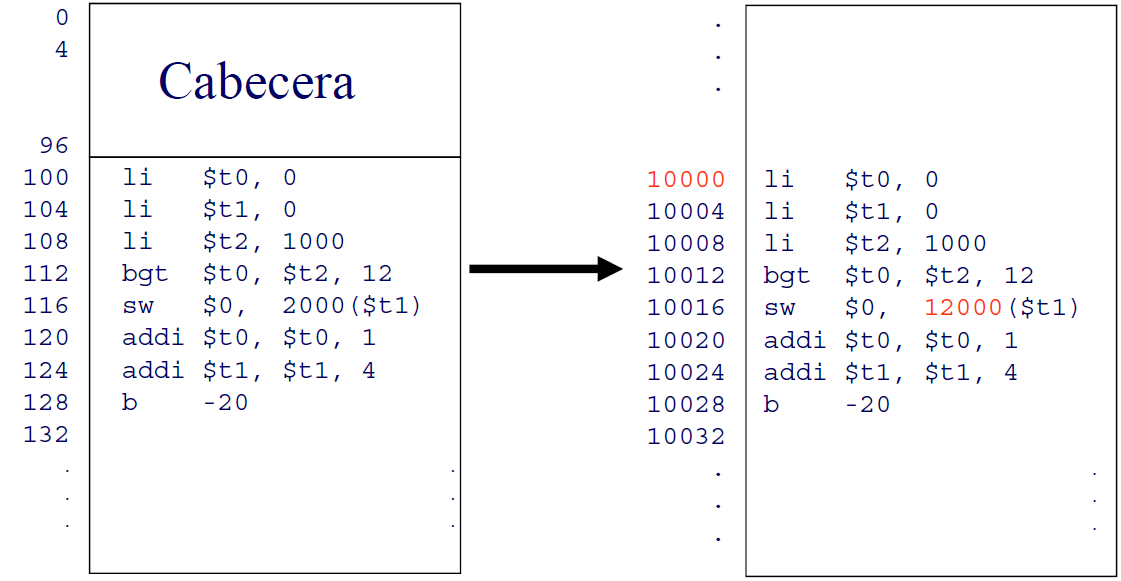 0
4
Cabecera
96
100 li $t0, 0
104 li $t1, 0
108 li $t2, 1000
112 bgt $t0, $t2, 12
116 sw $0, 2000($t1)
120 addi $t0, $t0, 1
124 addi $t1, $t1, 4
128 b -20
132
10000 li $t0, 0
10004 li $t1, 0
10008 li $t2, 1000
10012 bgt $t0, $t2, 12
10016 sw $0, 12000($t1)
10020 addi $t0, $t0, 1
10024 addi $t1, $t1, 4
10028 b -20
10032